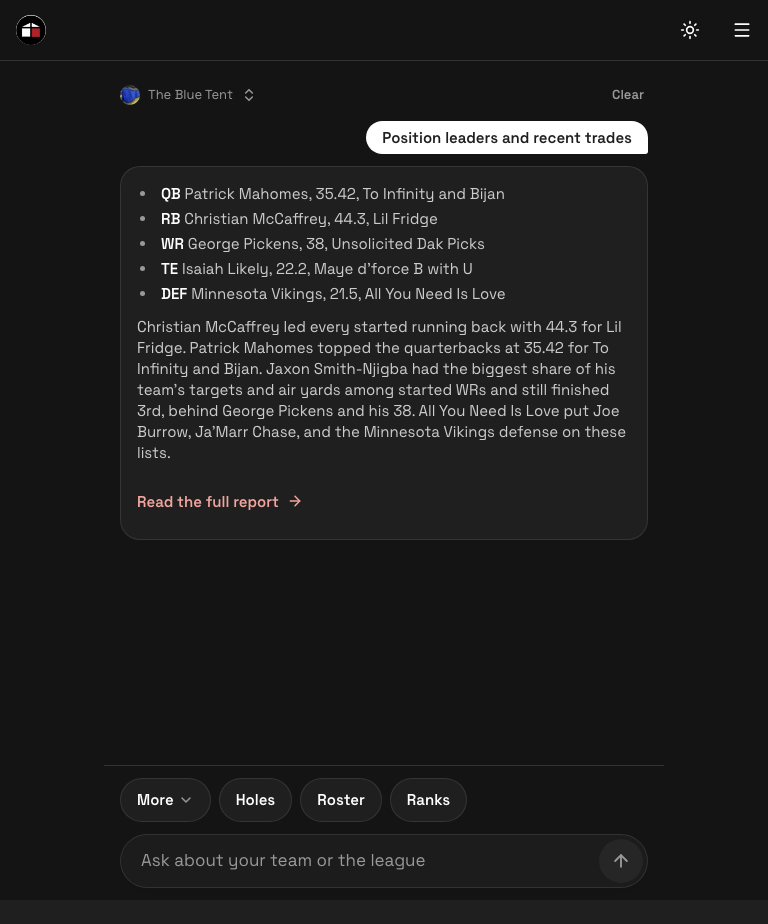 The Blue Tent
Clear
Position leaders and recent trades
• QB Patrick Mahomes, 35.42, To Infinity and Bijan
• RB Christian McCaffrey, 44.3, Lil Fridge
• WR George Pickens, 38, Unsolicited Dak Picks
• TE Isaiah Likely, 22.2, Maye d'force B with U
• DEF Minnesota Vikings, 21.5, All You Need Is Love
Christian McCaffrey led every started running back with 44.3 for Lil
Fridge. Patrick Mahomes topped the quarterbacks at 35.42 for To
Infinity and Bijan. Jaxon Smith-Njigba had the biggest share of his
team's targets and air yards among started WRs and still finished
3rd, behind George Pickens and his 38. All You Need Is Love put Joe
Burrow, Ja'Marr Chase, and the Minnesota Vikings defense on these
lists.
Read the full report →
More
Holes
Roster
Ranks
Ask about your team or the league